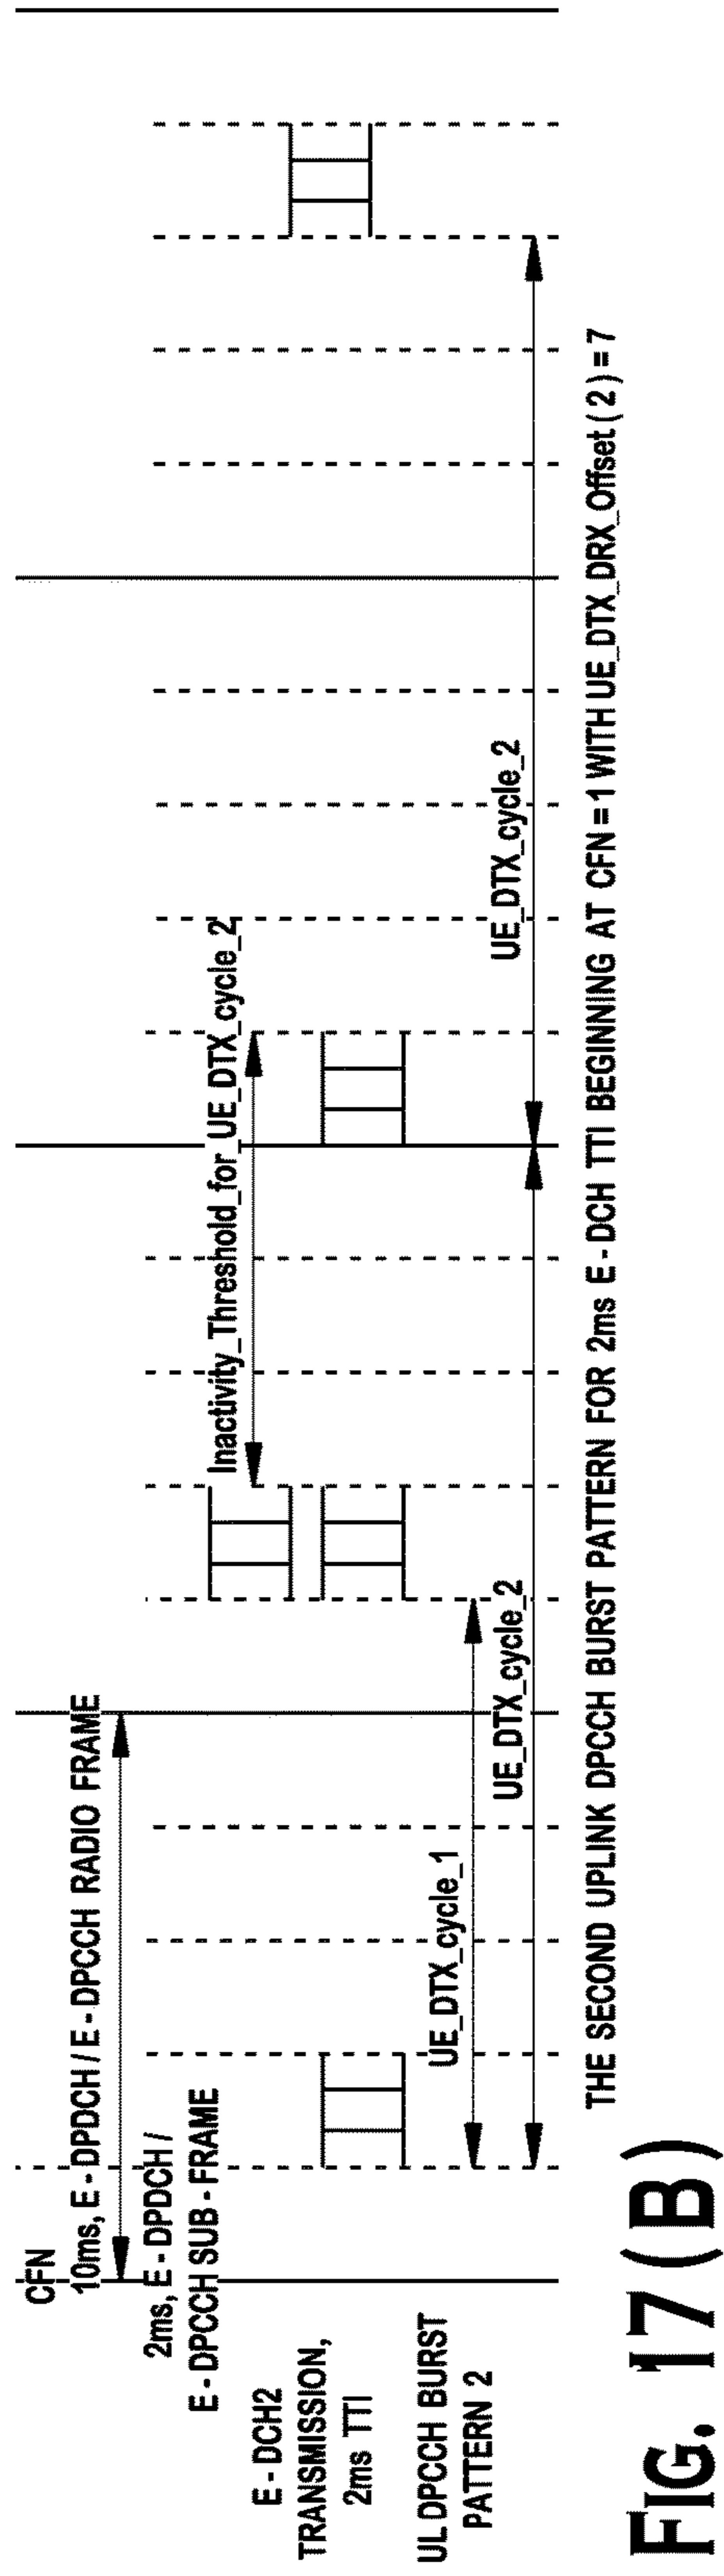 CFN
10ms, E - DPDCH / E - DPCCH RADIO FRAME
2ms, E - DPDCH /
E - DPCCH SUB - FRAME
Inactivity_Threshold_for_UE_DTX_cycle_2
E - DCH2
TRANSMISSION,
2ms TTI
UL DPCCH BURST
PATTERN 2
UE_DTX_cycle_1
UE_DTX_cycle_2
UE_DTX_cycle_2
THE SECOND UPLINK DPCCH BURST PATTERN FOR 2ms E - DCH TTI BEGINNING AT CFN = 1 WITH UE_DTX_DRX_Offset ( 2 ) = 7
FIG. 17 ( B )